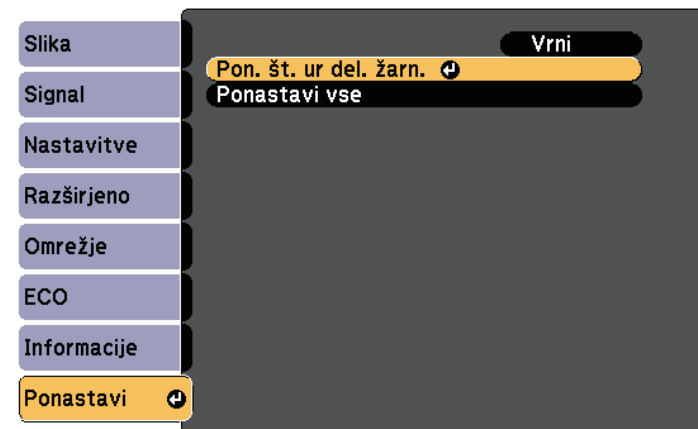 Slika
Signal
Nastavitve
Razširjeno
Omrežje
ECO
Informacije
Ponastavi
Vrni
Pon. št. ur del. žarn.
Ponastavi vse